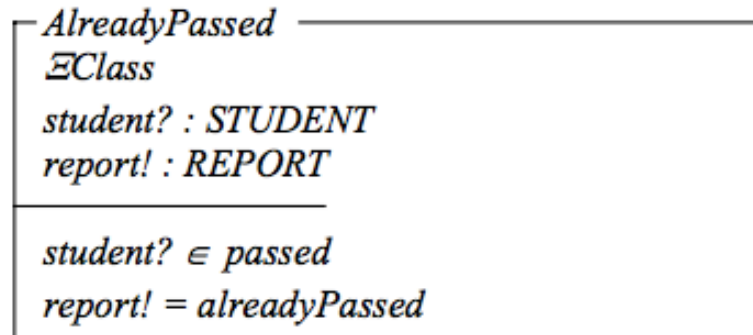 AlreadyPassed
ΞClass
student? : STUDENT
report! : REPORT
student? ∈ passed
report! = alreadyPassed